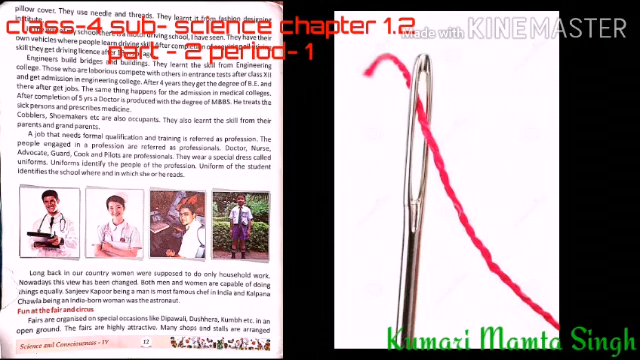 pillow cover. They use needle and threads. They learnt it from fashion designing
class-4 sub- science chapter 1.2
part - 2 period- 1
own vehicles where people learn driving skill. After completion of
skill they get driving licence after
Engineers build bridges and buildings. They learnt the skill from Engineering
college. Those who are laborious compete with others in entrance tests after class XII
and get admission in engineering college. After 4 years they get the degree of B.E. and
there after get jobs. The same thing happens for the admission in medical colleges.
After completion of 5 yrs a Doctor is produced with the degree of MBBS. He treats the
sick persons and prescribes medicine.
Cobblers, Shoemakers etc are also occupants. They also learnt the skill from their
parents and grand parents.
A job that needs formal qualification and training is referred as profession. The
people engaged in a profession are referred as professionals. Doctor, Nurse,
Advocate, Guard, Cook and Pilots are professionals. They wear a special dress called
uniforms. Uniforms identify the people of the profession. Uniform of the student
identifies the school where and in which she or he reads.
Long back in our country women were supposed to do only household work.
Nowadays this view has been changed. Both men and women are capable of doing
things equally. Sanjeev Kapoor being a man is most famous chef in India and Kalpana
Chawla being an India-born woman was the astronaut.
Fun at the fair and circus
Fairs are organised on special occasions like Dipawali, Dushhera, Kumbh etc. in an
open ground. The fairs are highly attractive. Many shops and stalls are arranged
Science and Consciousness - IV
12
Made with KINEMASTER
Kumari Mamta Singh